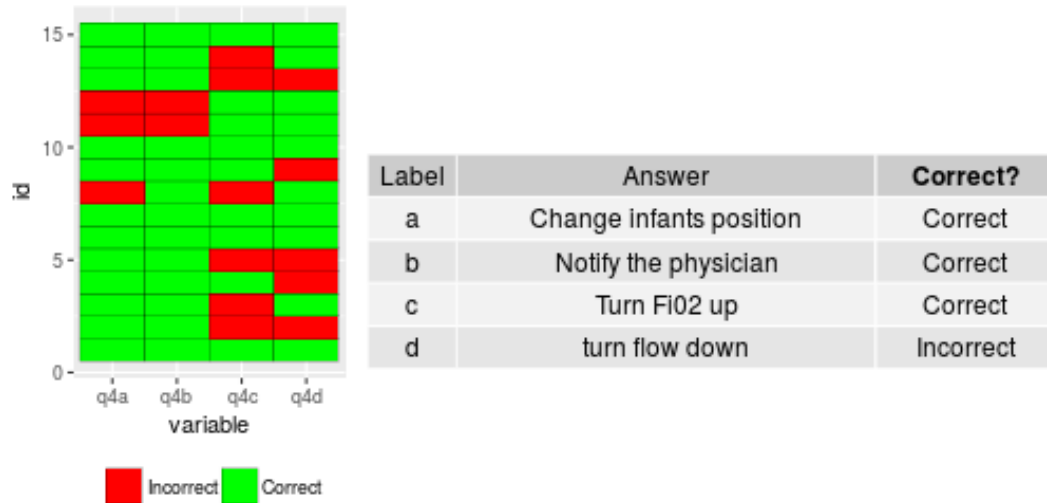 15
10
5
0
id
q4a q4b q4c q4d
variable
Incorrect Correct
Label Answer Correct?
a Change infants position Correct
b Notify the physician Correct
c Turn Fi02 up Correct
d turn flow down Incorrect